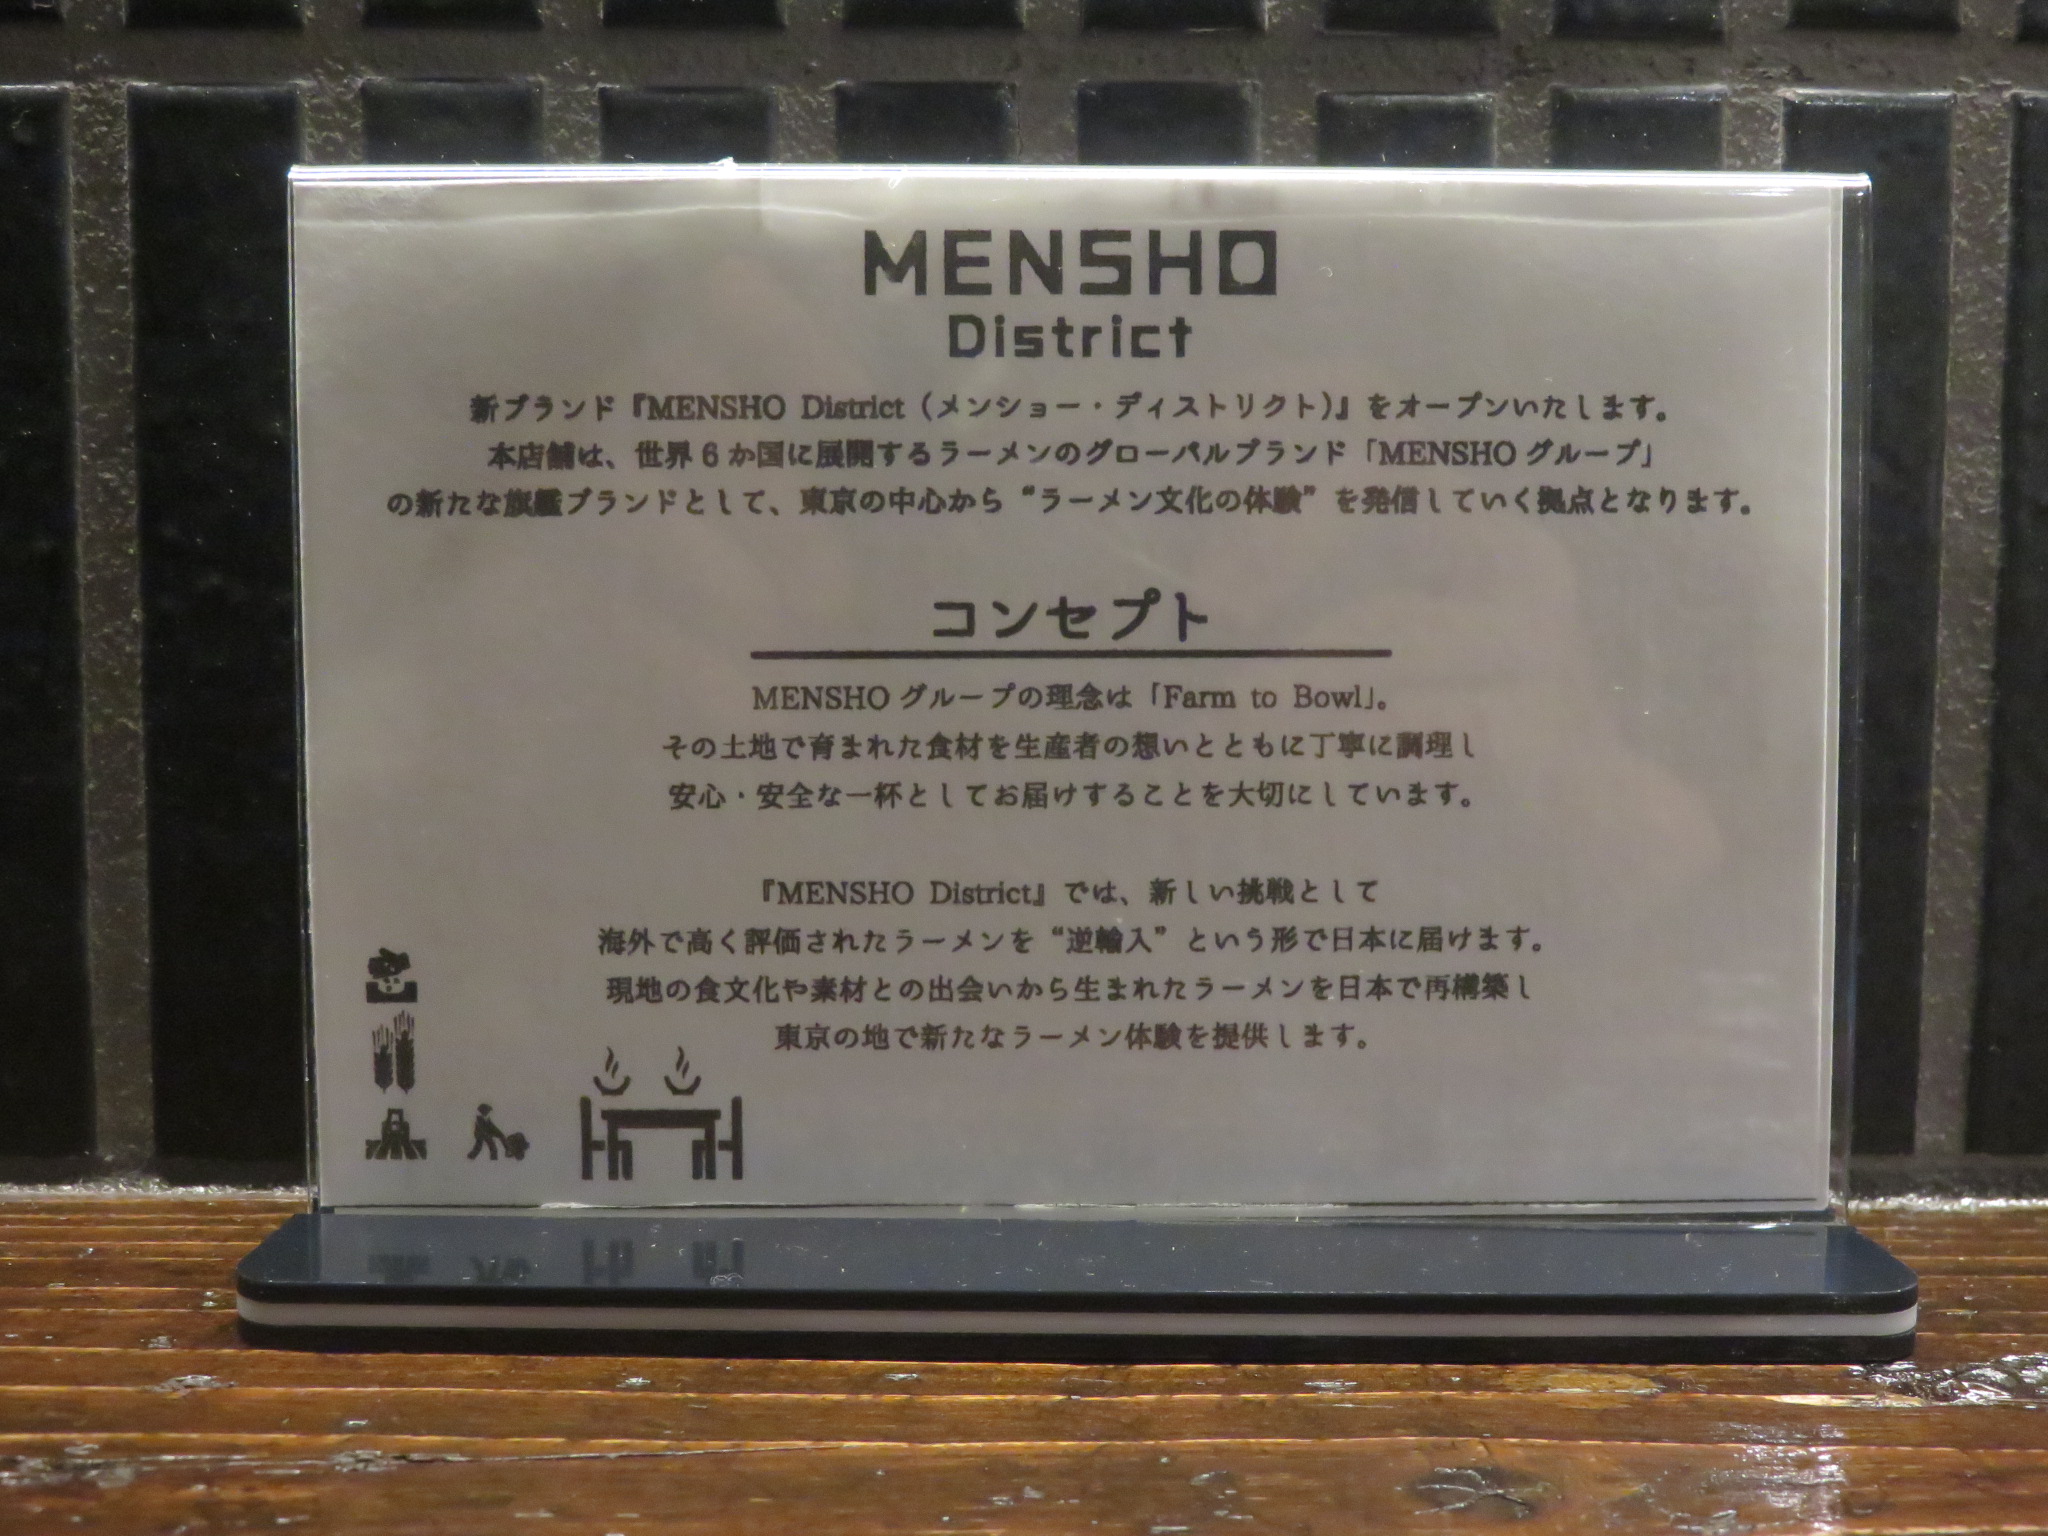 MENSHO
District
新ブランド『MENSHO District（メンショー・ディストリクト）』をオープンいたします。
本店舗は、世界6か国に展開するラーメンのグローバルブランド「MENSHOグループ」
の新たな旗艦ブランドとして、東京の中心から“ラーメン文化の体験”を発信していく拠点となります。
コンセプト
MENSHOグループの理念は「Farm to Bowl」。
その土地で育まれた食材を生産者の想いとともに丁寧に調理し
安心・安全な一杯としてお届けすることを大切にしています。
『MENSHO District』では、新しい挑戦として
海外で高く評価されたラーメンを“逆輸入”という形で日本に届けます。
現地の食文化や素材との出会いから生まれたラーメンを日本で再構築し
東京の地で新たなラーメン体験を提供します。